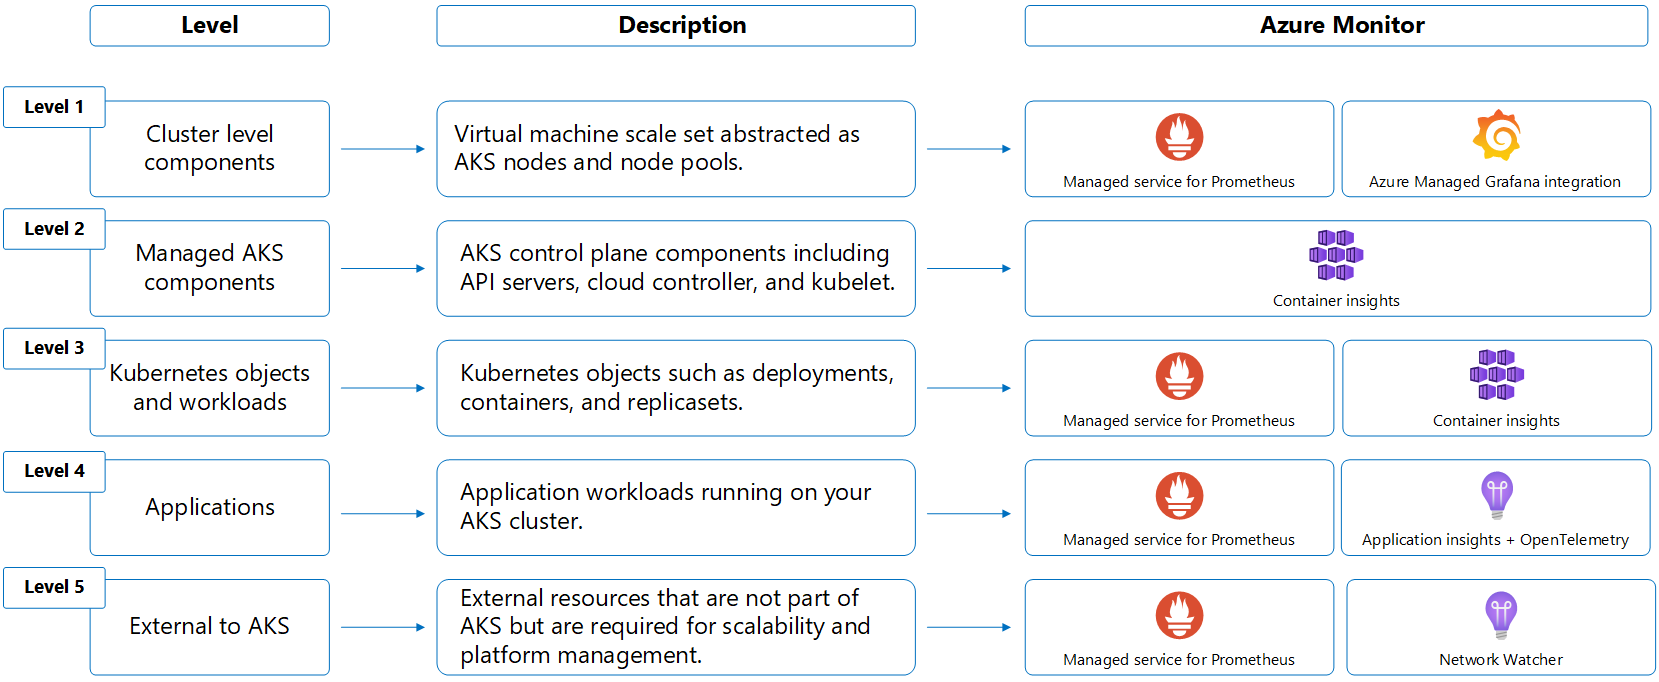 Level
Description
Azure Monitor
Level 1
Cluster level
components
Virtual machine scale set abstracted as
AKS nodes and node pools.
Managed service for Prometheus
Azure Managed Grafana integration
Level 2
Managed AKS
components
AKS control plane components including
API servers, cloud controller, and kubelet.
Container insights
Level 3
Kubernetes objects
and workloads
Kubernetes objects such as deployments,
containers, and replicasets.
Managed service for Prometheus
Container insights
Level 4
Applications
Application workloads running on your
AKS cluster.
Managed service for Prometheus
Application insights + OpenTelemetry
Level 5
External to AKS
External resources that are not part of
AKS but are required for scalability and
platform management.
Managed service for Prometheus
Network Watcher